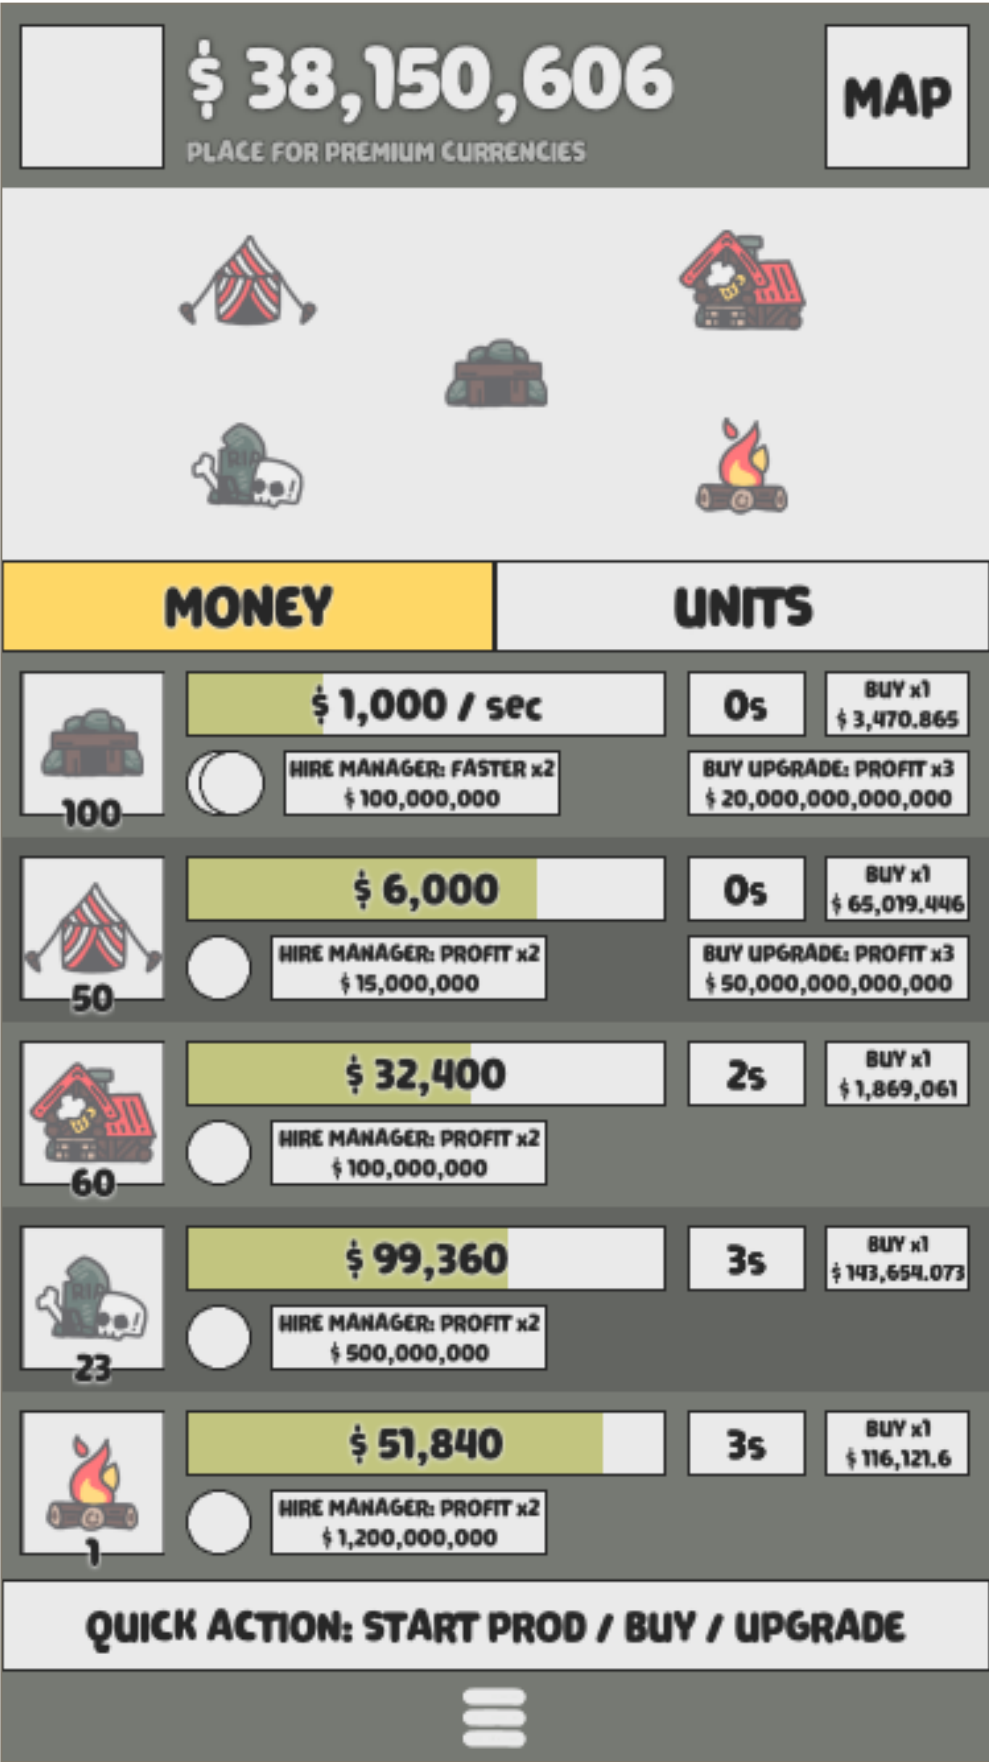 $ 38,150,606
PLACE FOR PREMIUM CURRENCIES
MAP
RIP
MONEY
UNITS
$ 1,000 / sec
0s
BUY x1
$ 3,470.865
100
HIRE MANAGER: FASTER x2
$ 100,000,000
BUY UPGRADE: PROFIT x3
$ 20,000,000,000,000
$ 6,000
0s
BUY x1
$ 65,019.446
50
HIRE MANAGER: PROFIT x2
$ 15,000,000
BUY UPGRADE: PROFIT x3
$ 50,000,000,000,000
$ 32,400
2s
BUY x1
$ 1,869,061
60
HIRE MANAGER: PROFIT x2
$ 100,000,000
$ 99,360
3s
BUY x1
$ 143,654.073
RIP
23
HIRE MANAGER: PROFIT x2
$ 500,000,000
$ 51,840
3s
BUY x1
$ 116,121.6
1
HIRE MANAGER: PROFIT x2
$ 1,200,000,000
QUICK ACTION: START PROD / BUY / UPGRADE